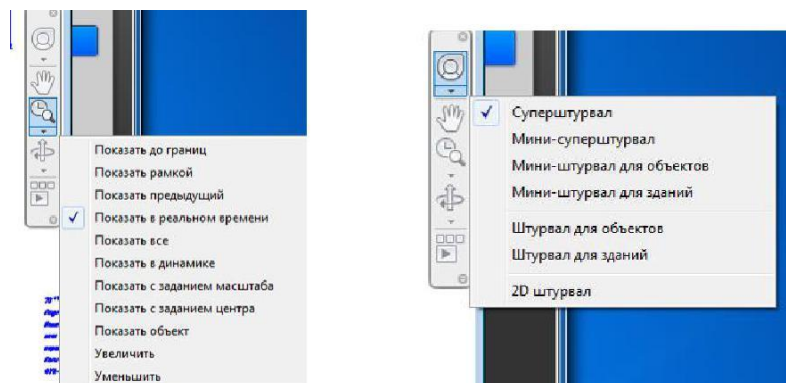 Показать до границ
Показать рамкой
Показать предыдущий
Показать в реальном времени
Показать все
Показать в динамике
Показать с заданием масштаба
Показать с заданием центра
Показать объект
Увеличить
Уменьшить
Суперштурвал
Мини-суперштурвал
Мини-штурвал для объектов
Мини-штурвал для зданий
Штурвал для объектов
Штурвал для зданий
2D штурвал